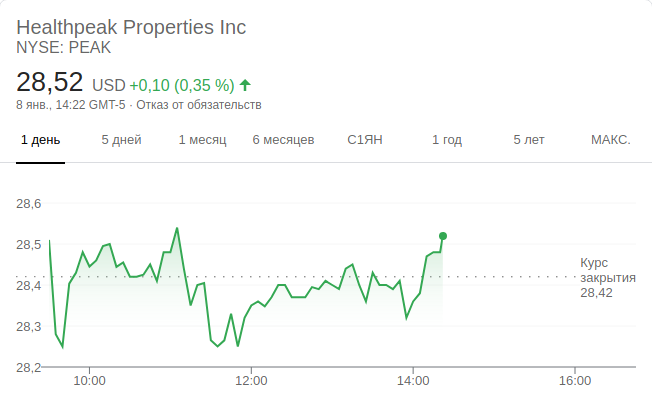 Healthpeak Properties Inc
NYSE: PEAK
28,52 USD +0,10 (0,35 %)
8 янв., 14:22 GMT-5 · Отказ от обязательств
1 день 5 дней 1 месяц 6 месяцев С1ЯН 1 год 5 лет МАКС.
28,6
28,5
Курс
закрытия
28,42
28,4
28,3
28,2
10:00 12:00 14:00 16:00